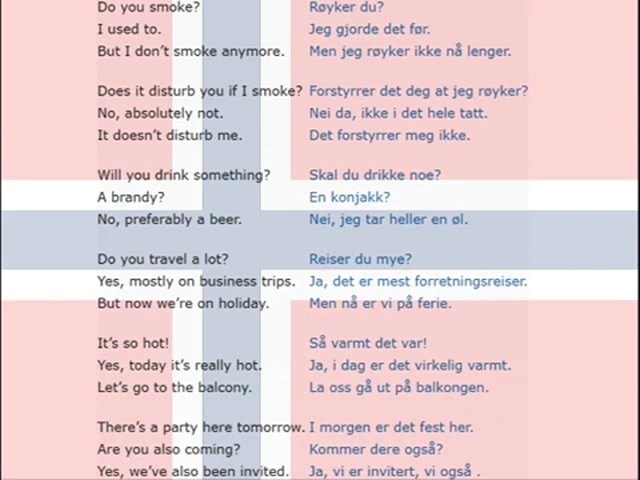 Do you smoke? Røyker du?
I used to. Jeg gjorde det før.
But I don't smoke anymore. Men jeg røyker ikke nå lenger.
Does it disturb you if I smoke? Forstyrrer det deg at jeg røyker?
No, absolutely not. Nei da, ikke i det hele tatt.
It doesn't disturb me. Det forstyrrer meg ikke.
Will you drink something? Skal du drikke noe?
A brandy? En konjakk?
No, preferably a beer. Nei, jeg tar heller en øl.
Do you travel a lot? Reiser du mye?
Yes, mostly on business trips. Ja, det er mest forretningsreiser.
But now we're on holiday. Men nå er vi på ferie.
It's so hot! Så varmt det var!
Yes, today it's really hot. Ja, i dag er det virkelig varmt.
Let's go to the balcony. La oss gå ut på balkongen.
There's a party here tomorrow. I morgen er det fest her.
Are you also coming? Kommer dere også?
Yes, we've also been invited. Ja, vi er invitert, vi også .